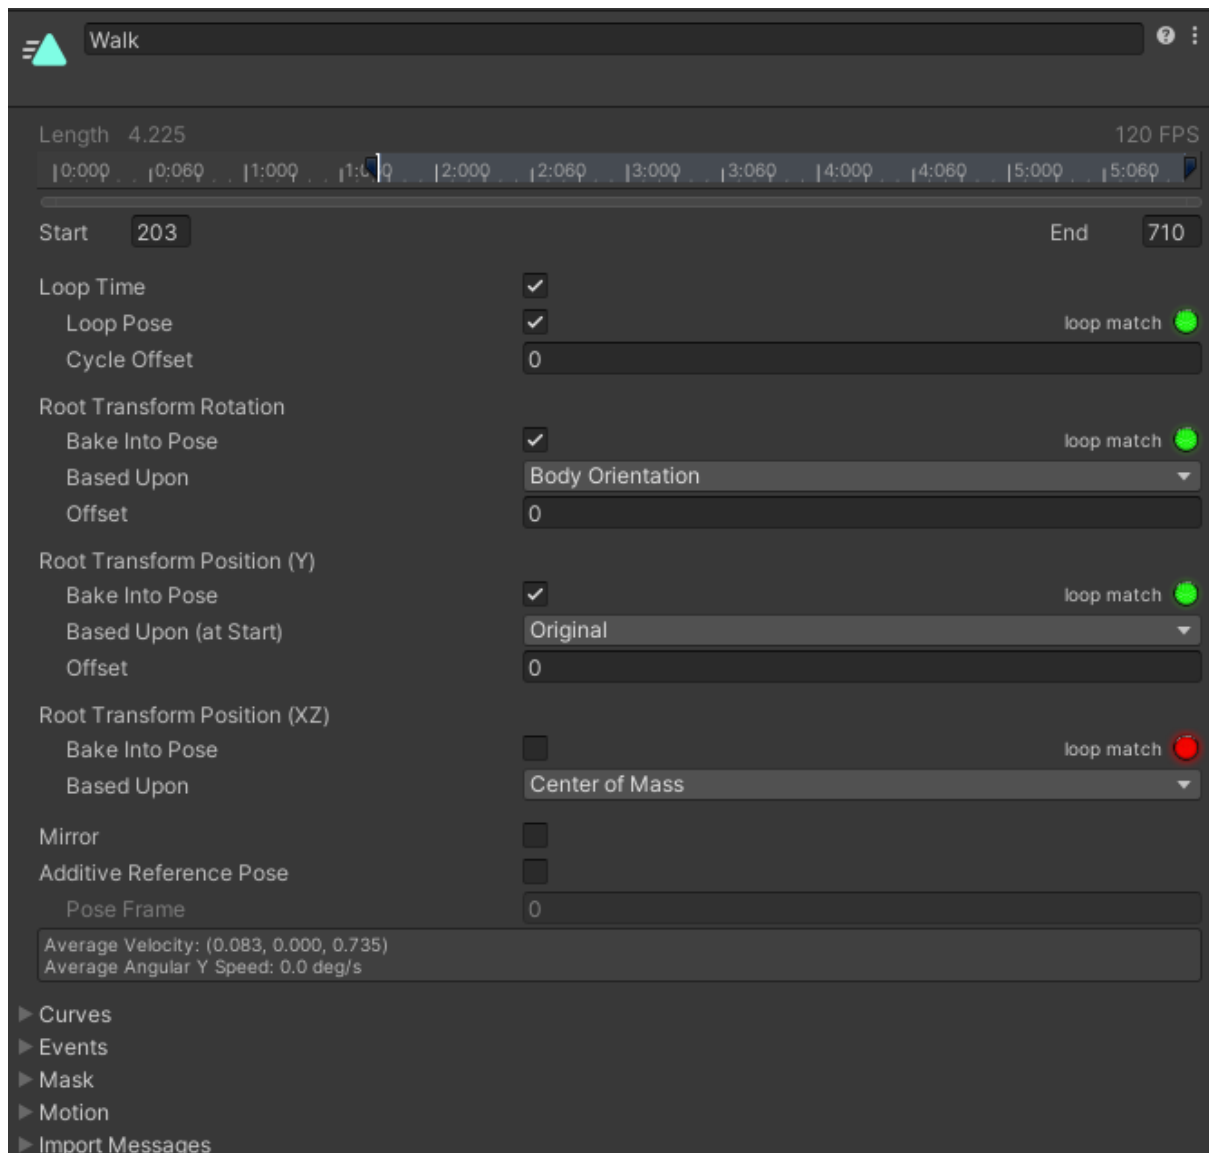 Walk
Length 4.225 120 FPS
0:000 0:060 1:000 2:000 2:060 3:000 3:060 4:000 4:060 5:000 5:060
Start 203 End 710
Loop Time
Loop Pose loop match
Cycle Offset 0
Root Transform Rotation
Bake Into Pose loop match
Based Upon Body Orientation
Offset 0
Root Transform Position (Y)
Bake Into Pose loop match
Based Upon (at Start) Original
Offset 0
Root Transform Position (XZ)
Bake Into Pose loop match
Based Upon Center of Mass
Mirror
Additive Reference Pose
Pose Frame 0
Average Velocity: (0.083, 0.000, 0.735)
Average Angular Y Speed: 0.0 deg/s
Curves
Events
Mask
Motion
Import Messages